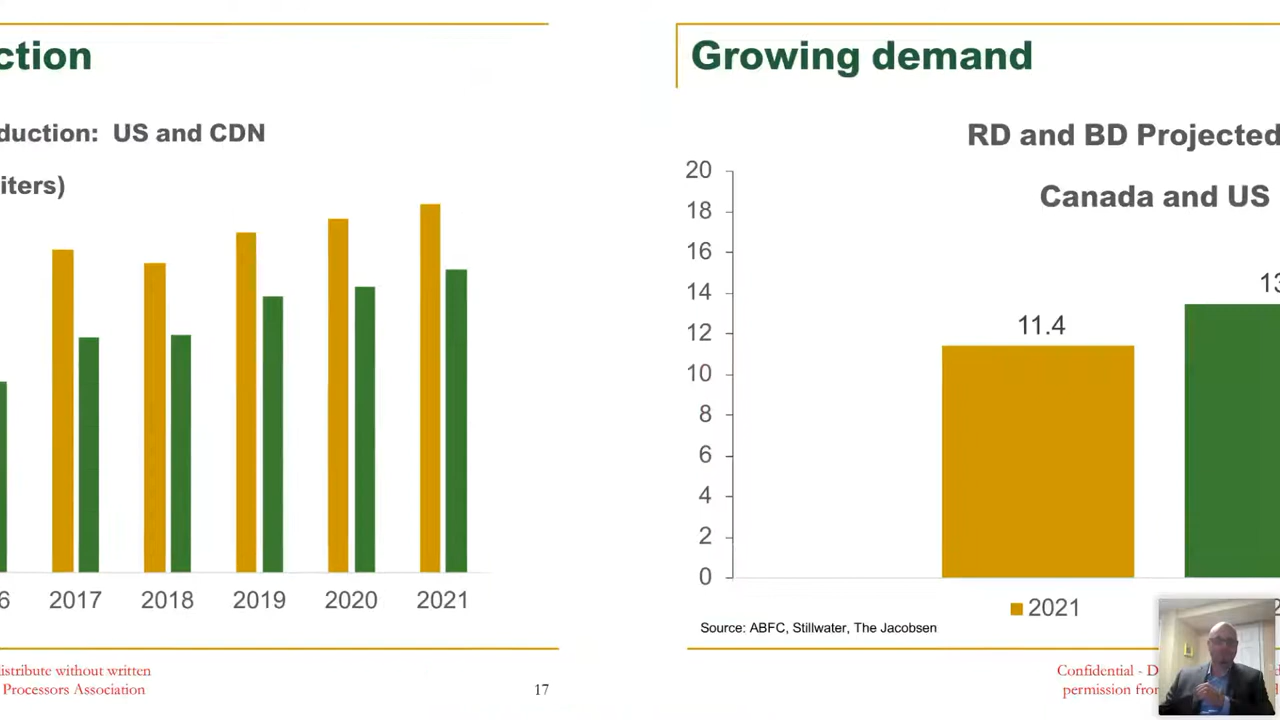 ction
duction: US and CDN
iters)
6 2017 2018 2019 2020 2021
istribute without written
Processors Association
17
Growing demand
RD and BD Projected
Canada and US
20
18
16
14
12
10
8
6
4
2
0
11.4
13
2021
Source: ABFC, Stillwater, The Jacobsen
Confidential - D
permission from